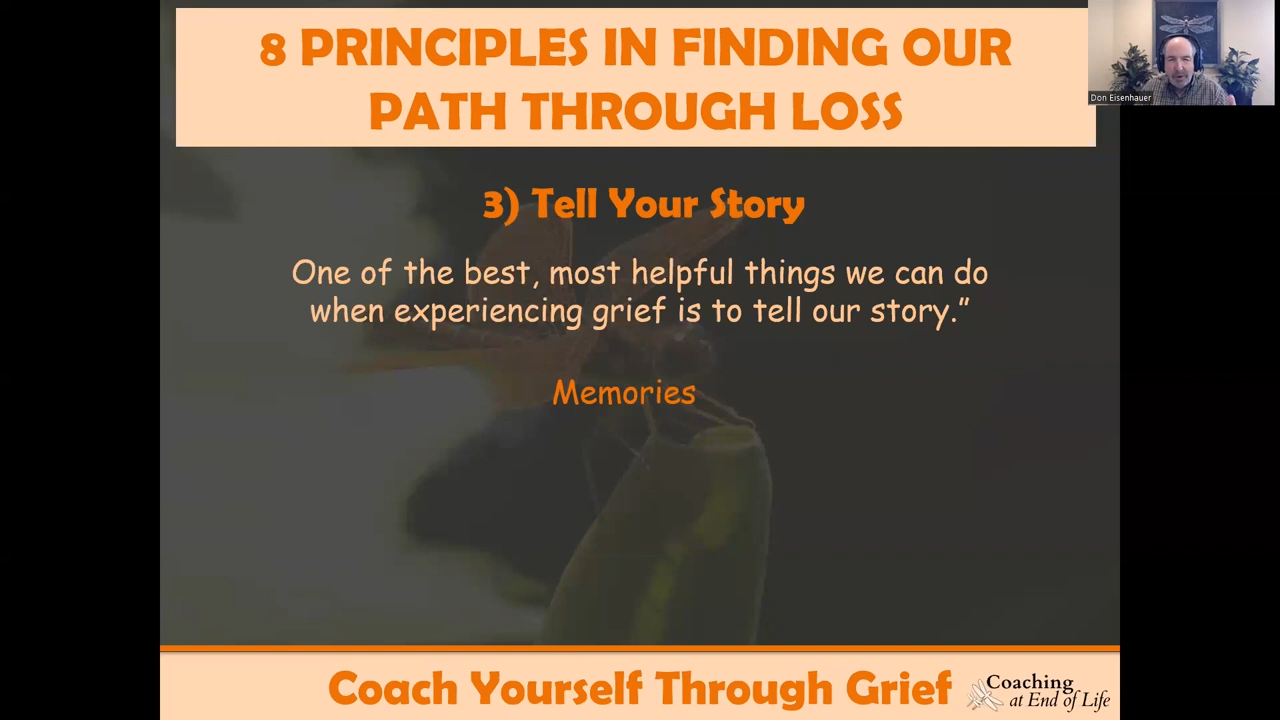 8 PRINCIPLES IN FINDING OUR
PATH THROUGH LOSS
Don Eisenhauer
3) Tell Your Story
One of the best, most helpful things we can do
when experiencing grief is to tell our story.”
Memories
Coach Yourself Through Grief
Coaching
at End of Life